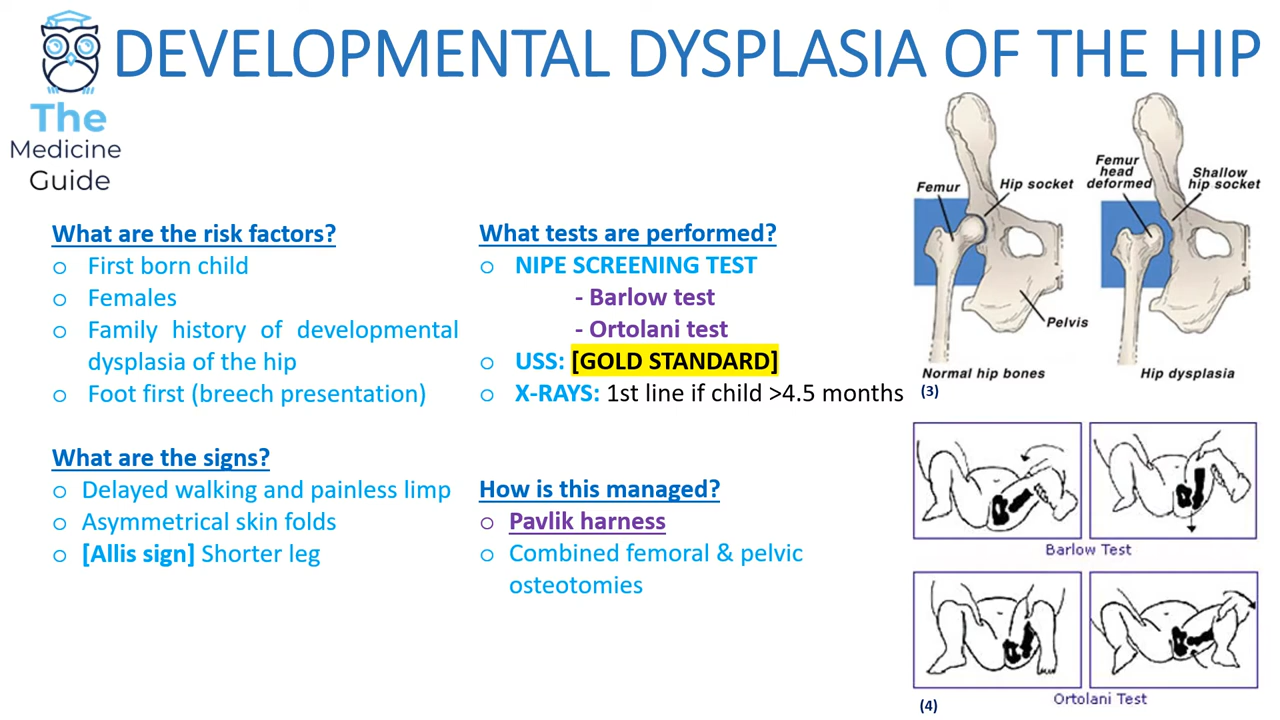 DEVELOPMENTAL DYSPLASIA OF THE HIP
The
Medicine
Guide
What are the risk factors?
o First born child
o Females
o Family history of developmental
dysplasia of the hip
o Foot first (breech presentation)
What are the signs?
o Delayed walking and painless limp
o Asymmetrical skin folds
o [Allis sign] Shorter leg
What tests are performed?
o NIPE SCREENING TEST
- Barlow test
- Ortolani test
o USS: [GOLD STANDARD]
o X-RAYS: 1st line if child >4.5 months
How is this managed?
o Pavlik harness
o Combined femoral & pelvic
osteotomies
Femur
Hip socket
Pelvis
Normal hip bones
Femur
head
deformed
Shallow
hip socket
Hip dysplasia
(3)
Barlow Test
Ortolani Test
(4)